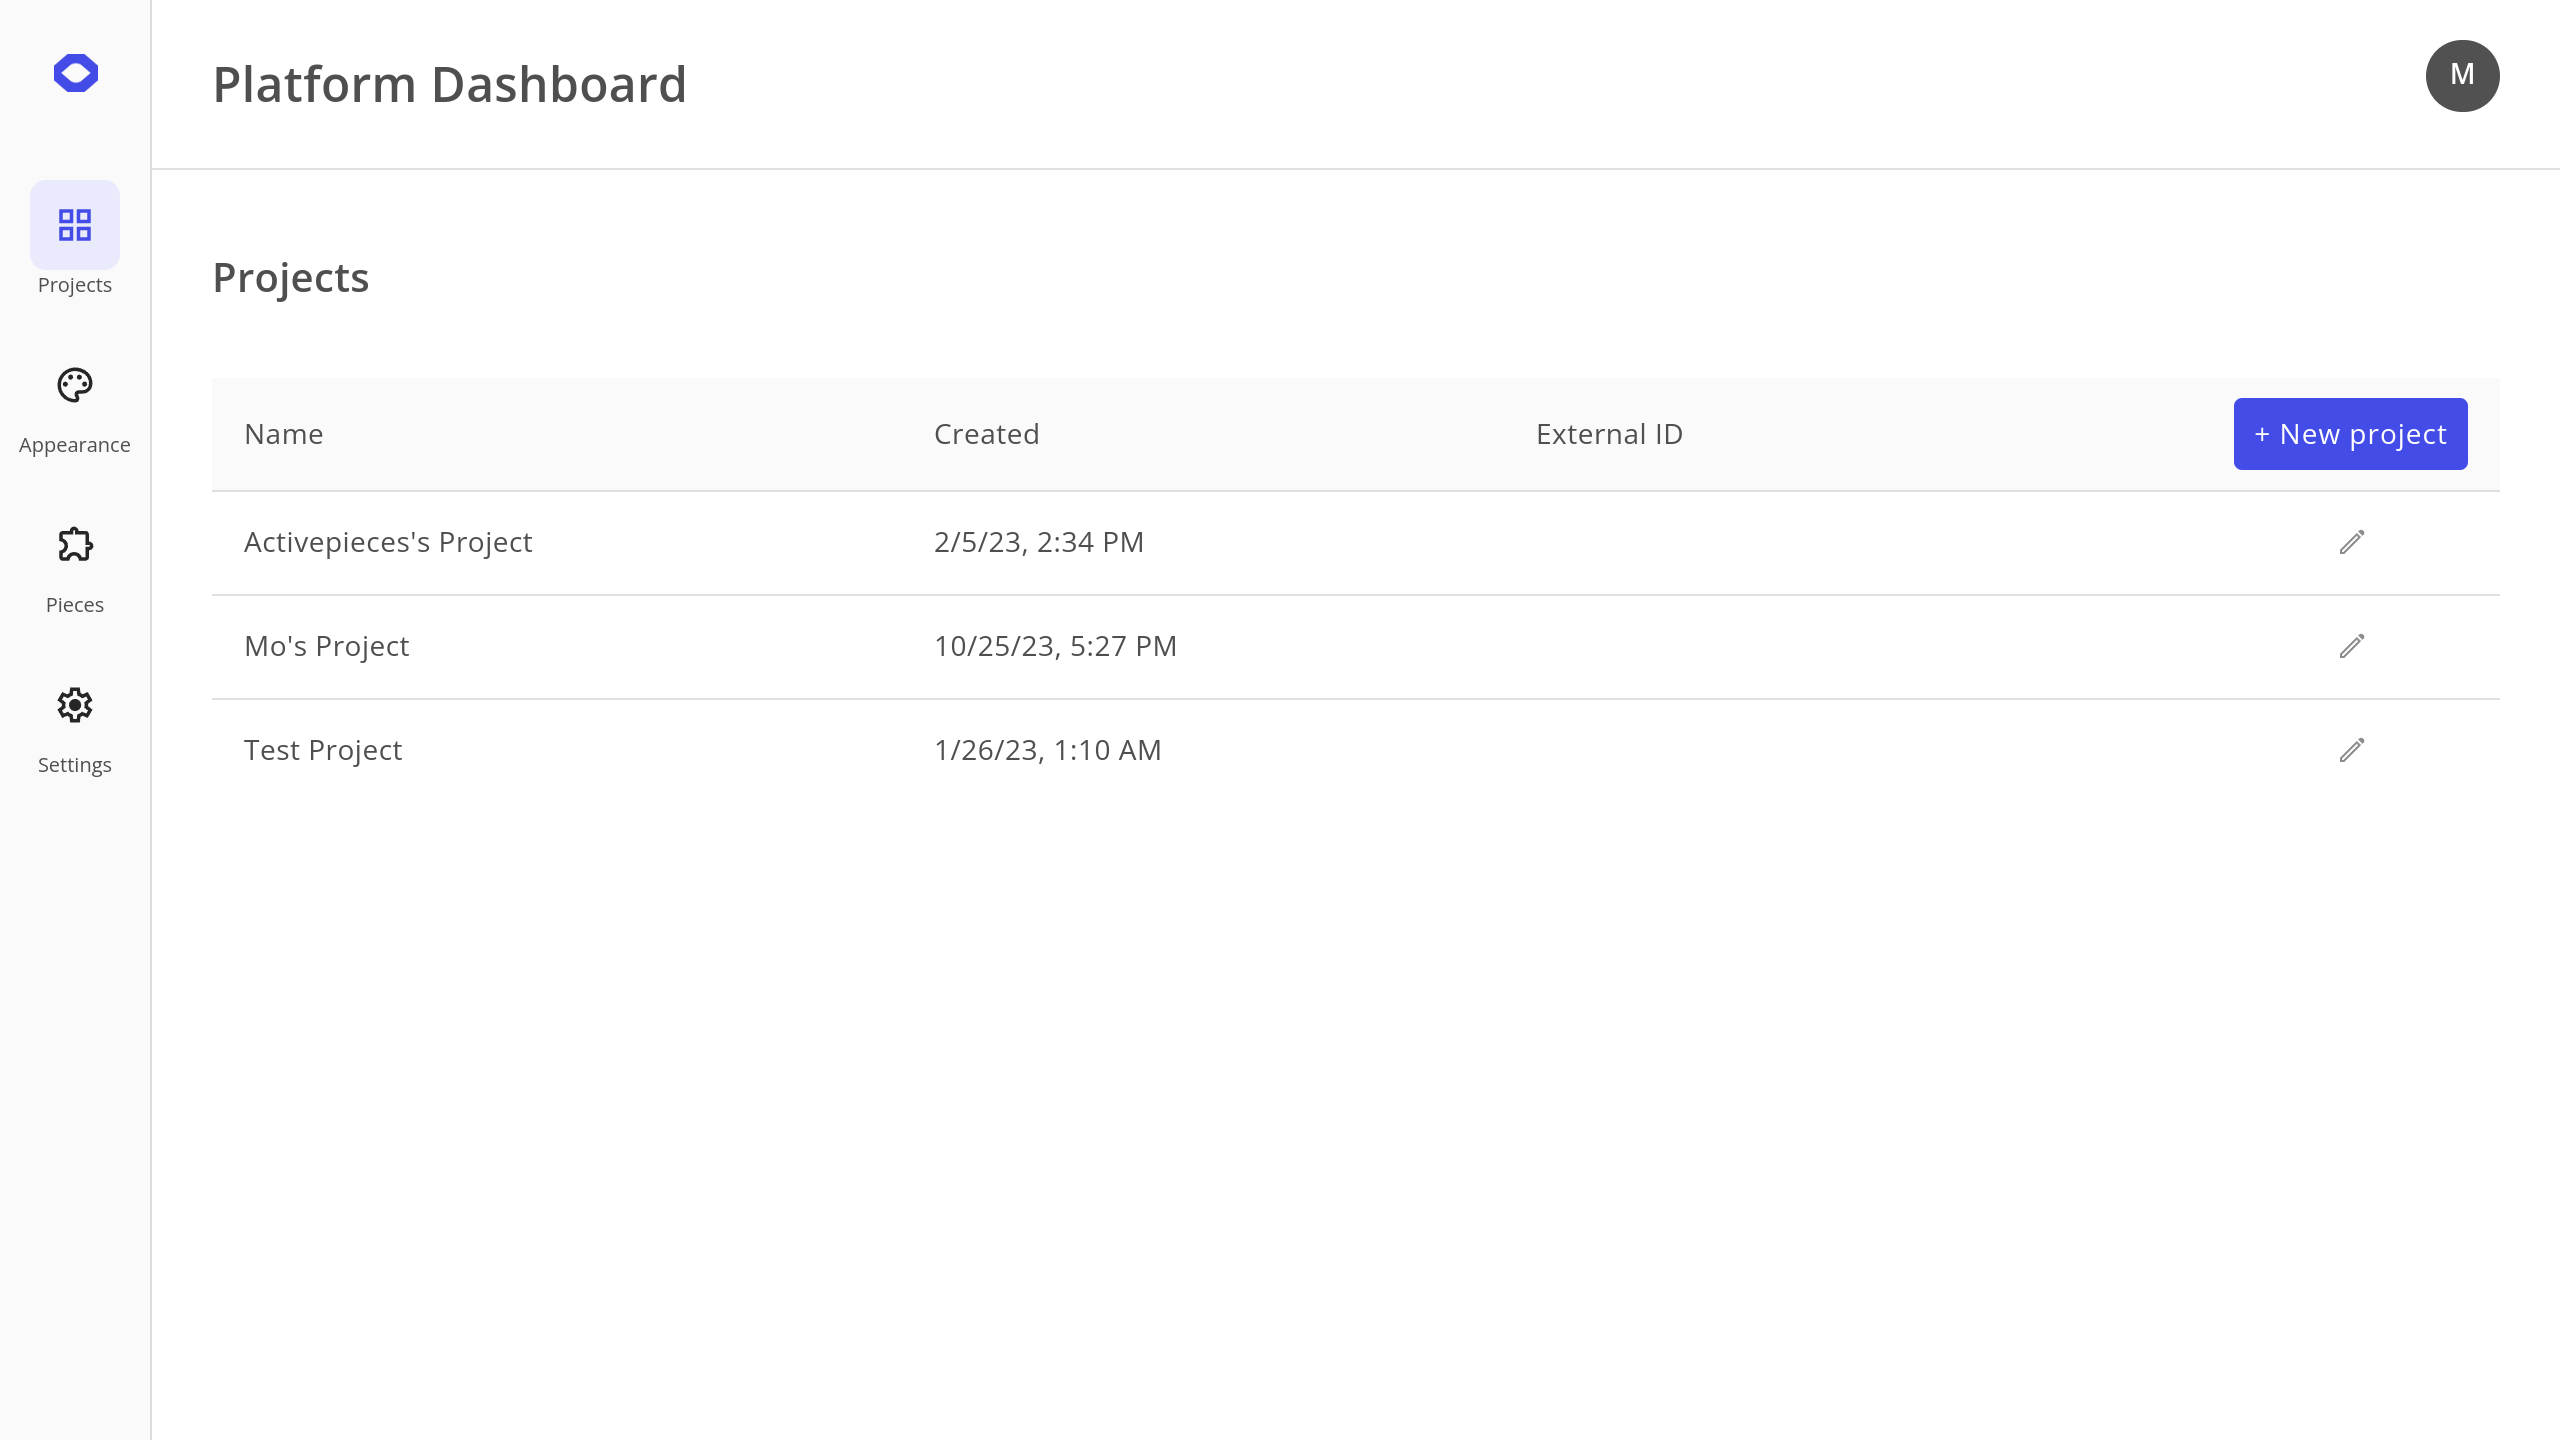 Platform Dashboard
M
Projects
Appearance
Pieces
Settings
Projects
Name Created External ID + New project
Activepieces's Project 2/5/23, 2:34 PM
Mo's Project 10/25/23, 5:27 PM
Test Project 1/26/23, 1:10 AM